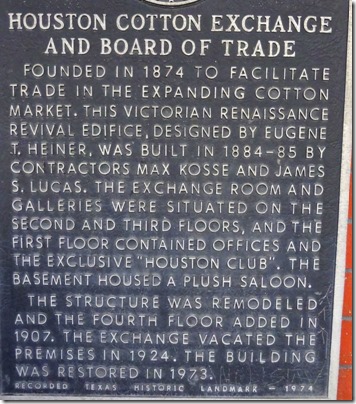 HOUSTON COTTON EXCHANGE
AND BOARD OF TRADE
FOUNDED IN 1874 TO FACILITATE
TRADE IN THE EXPANDING COTTON
MARKET. THIS VICTORIAN RENAISSANCE
REVIVAL EDIFICE, DESIGNED BY EUGENE
T. HEINER, WAS BUILT IN 1884-85 BY
CONTRACTORS MAX KOSSE AND JAMES
S. LUCAS. THE EXCHANGE ROOM AND
GALLERIES WERE SITUATED ON THE
SECOND AND THIRD FLOORS, AND THE
FIRST FLOOR CONTAINED OFFICES AND
THE EXCLUSIVE "HOUSTON CLUB". THE
BASEMENT HOUSED A PLUSH SALOON.
THE STRUCTURE WAS REMODELED
AND THE FOURTH FLOOR ADDED IN
1907. THE EXCHANGE VACATED THE
PREMISES IN 1924. THE BUILDING
WAS RESTORED IN 1973.
RECORDED TEXAS HISTORIC LANDMARK - 1974